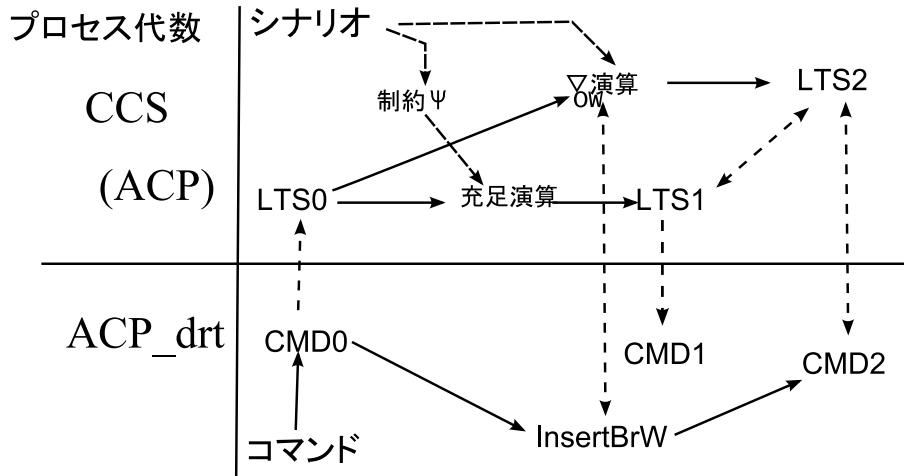 プロセス代数
シナリオ
CCS
(ACP)
制約Ψ
▽演算
OW
LTS2
LTS0
充足演算
LTS1
ACP_drt
CMD0
CMD1
CMD2
コマンド
InsertBrW